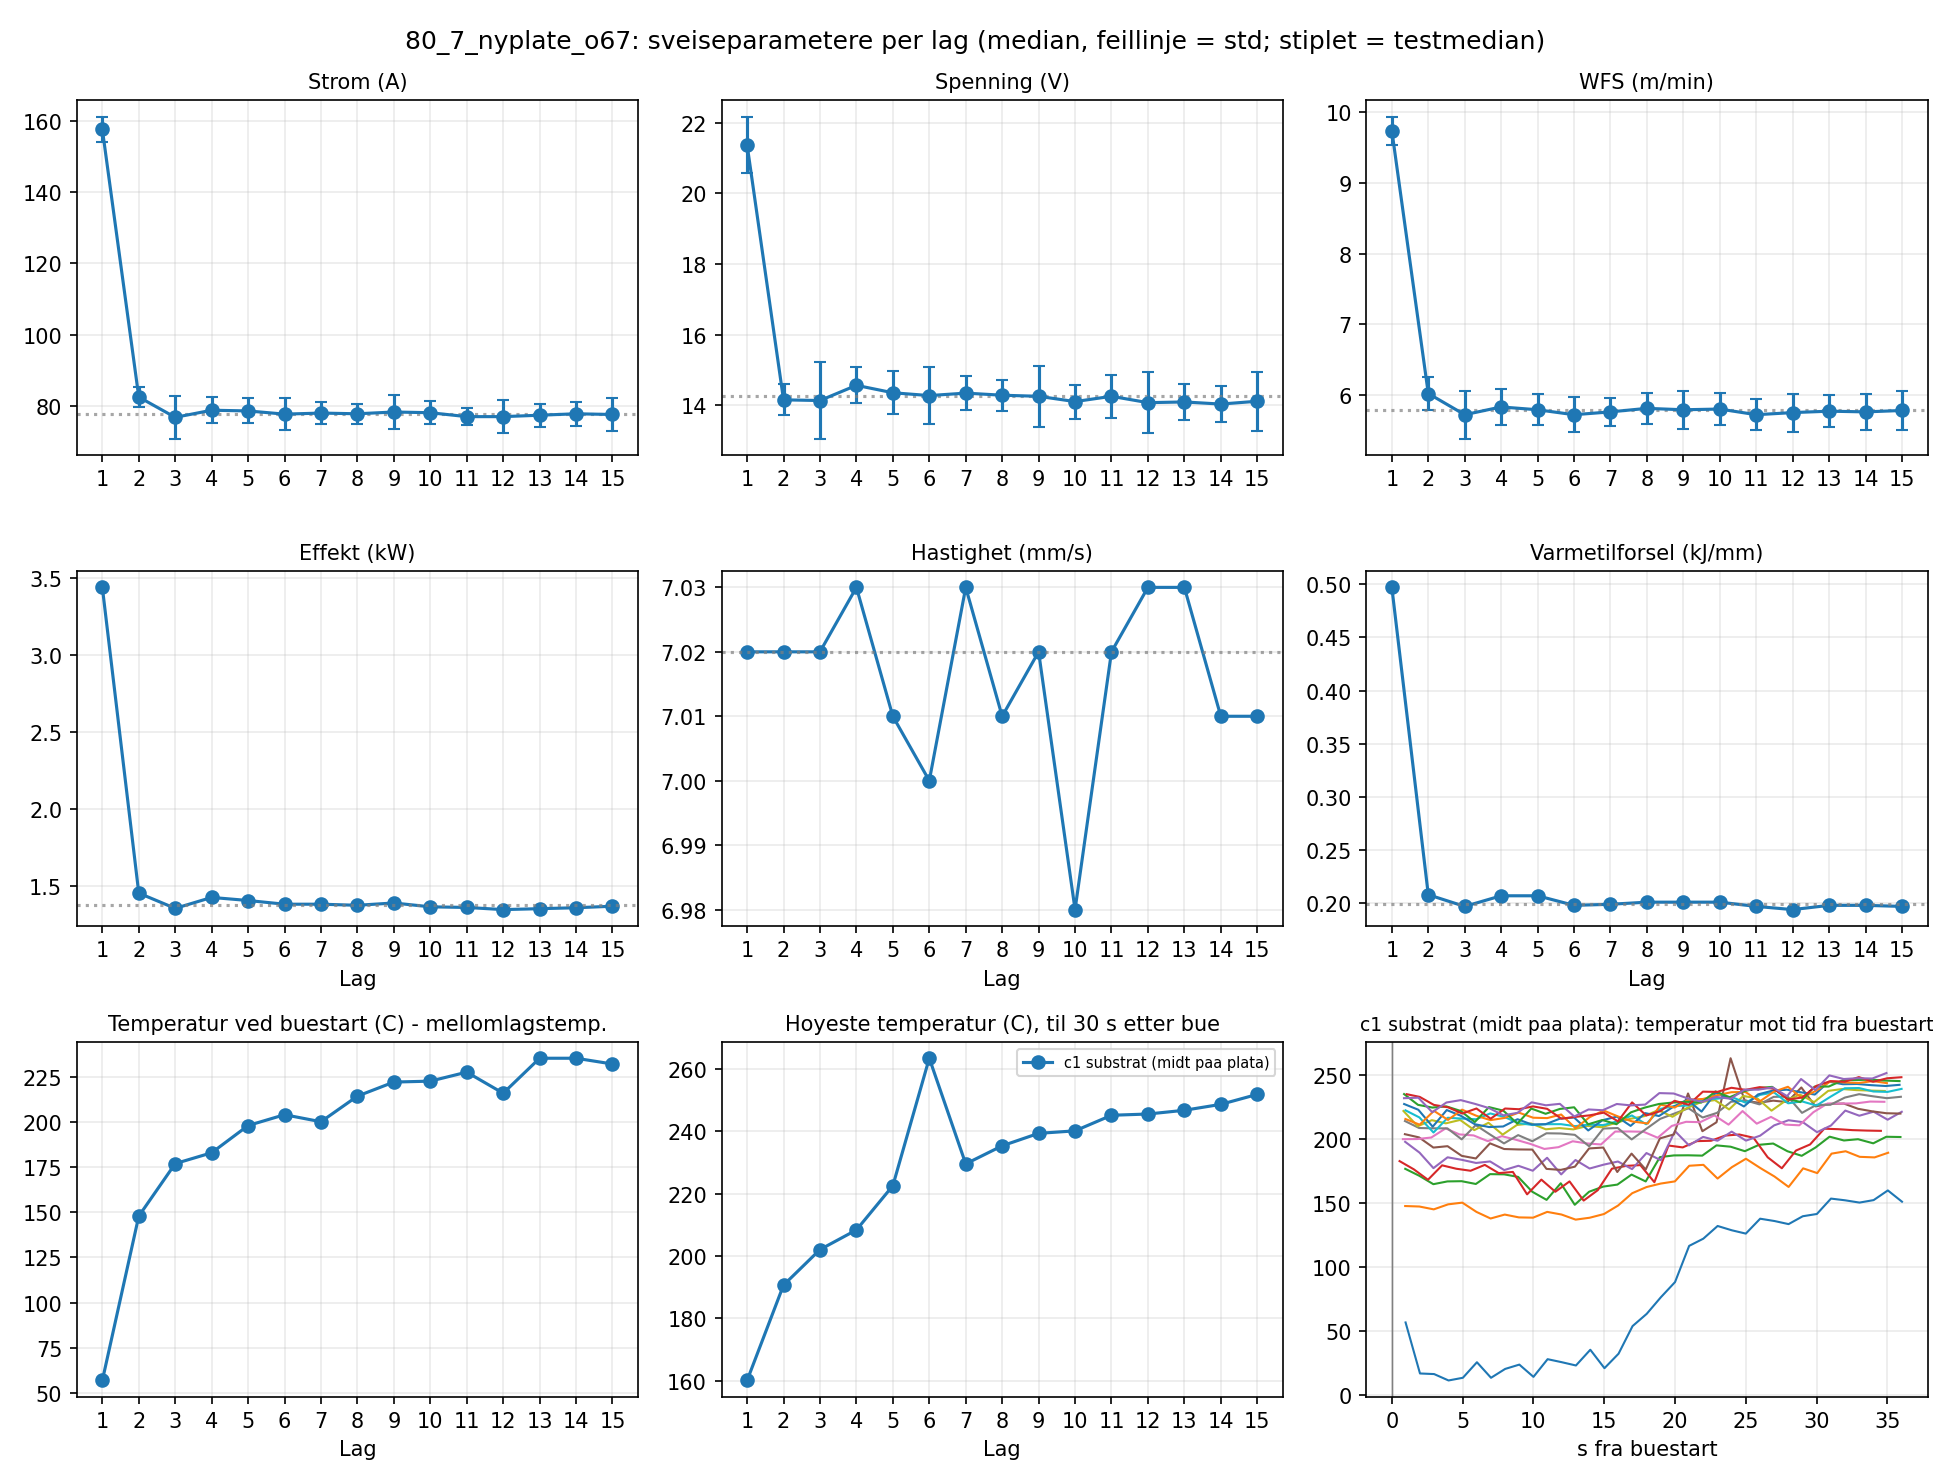 80_7_nyplate_o67: sveiseparametere per lag (median, feillinje = std; stiplet = testmedian)
Strom (A)
160
140
120
100
80
1 2 3 4 5 6 7 8 9 10 11 12 13 14 15
Spenning (V)
22
20
18
16
14
1 2 3 4 5 6 7 8 9 10 11 12 13 14 15
WFS (m/min)
10
9
8
7
6
1 2 3 4 5 6 7 8 9 10 11 12 13 14 15
Effekt (kW)
3.5
3.0
2.5
2.0
1.5
1 2 3 4 5 6 7 8 9 10 11 12 13 14 15
Lag
Hastighet (mm/s)
7.03
7.02
7.01
7.00
6.99
6.98
1 2 3 4 5 6 7 8 9 10 11 12 13 14 15
Lag
Varmetilforsel (kJ/mm)
0.50
0.45
0.40
0.35
0.30
0.25
0.20
1 2 3 4 5 6 7 8 9 10 11 12 13 14 15
Lag
Temperatur ved buestart (C) - mellomlagstemp.
225
200
175
150
125
100
75
50
1 2 3 4 5 6 7 8 9 10 11 12 13 14 15
Lag
Hoyeste temperatur (C), til 30 s etter bue
c1 substrat (midt paa plata)
260
240
220
200
180
160
1 2 3 4 5 6 7 8 9 10 11 12 13 14 15
Lag
c1 substrat (midt paa plata): temperatur mot tid fra buestart
250
200
150
100
50
0
0 5 10 15 20 25 30 35
s fra buestart